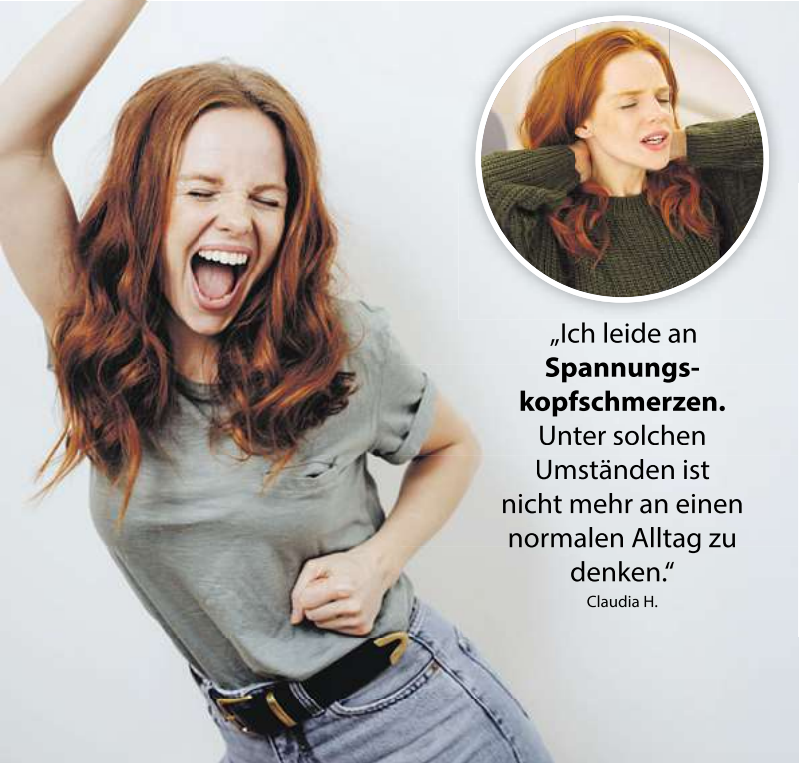 „Ich leide an
Spannungs-
kopfschmerzen.
Unter solchen
Umständen ist
nicht mehr an einen
normalen Alltag zu
denken.“
Claudia H.